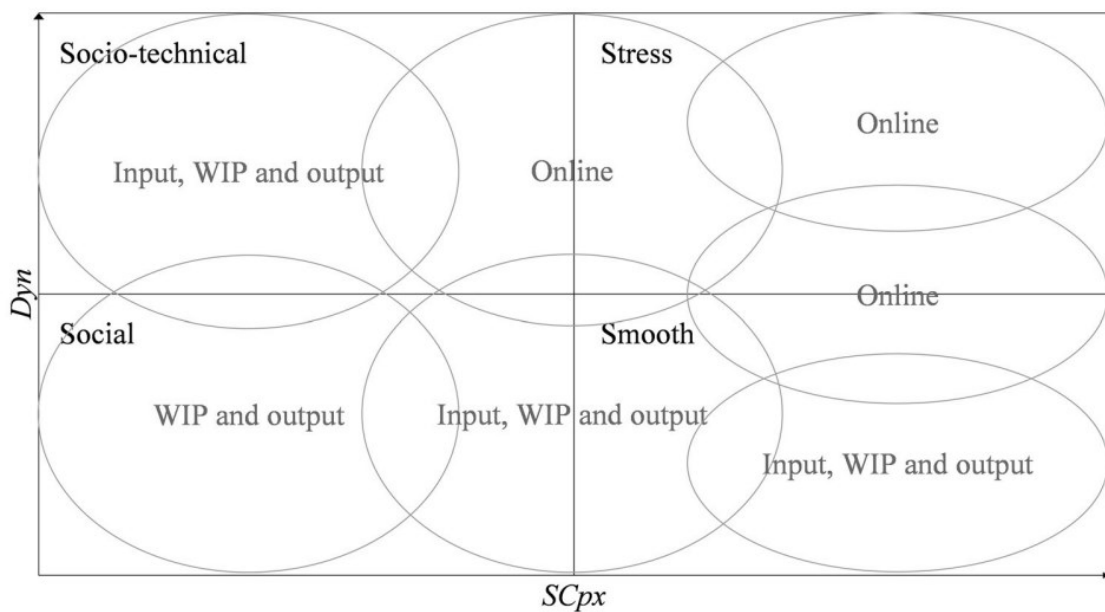 Socio-technical
Stress
Online
Input, WIP and output
Online
Dyn
Online
Social
Smooth
WIP and output
Input, WIP and output
Input, WIP and output
SCpx